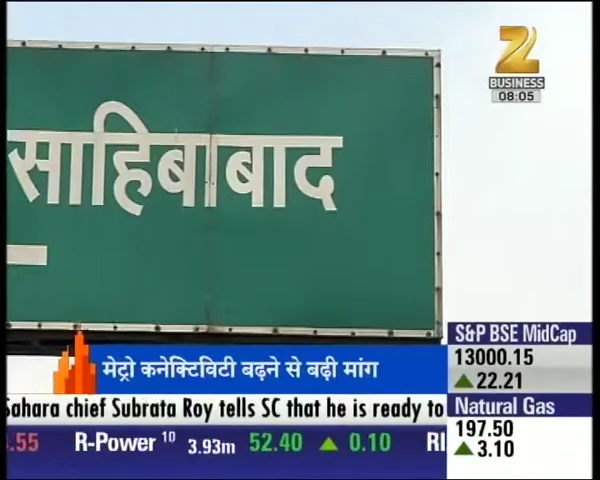 Z
BUSINESS
08:05
साहिबाबाद
S&P BSE MidCap
13000.15
22.21
मेट्रो कनेक्टिविटी बढ़ने से बढ़ी मांग
Sahara chief Subrata Roy tells SC that he is ready to
Natural Gas
197.50
3.10
.55 R-Power 10 3.93m 52.40 0.10 RI